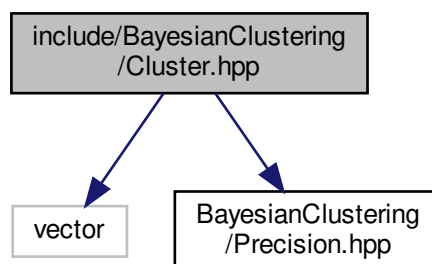 include/BayesianClustering
/Cluster.hpp
vector
BayesianClustering
/Precision.hpp